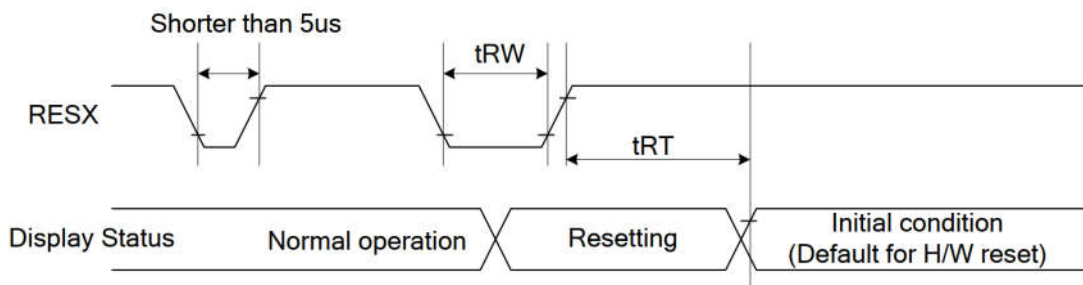 Shorter than 5us
tRW
RESX
tRT
Display Status
Normal operation
Resetting
Initial condition
(Default for H/W reset)